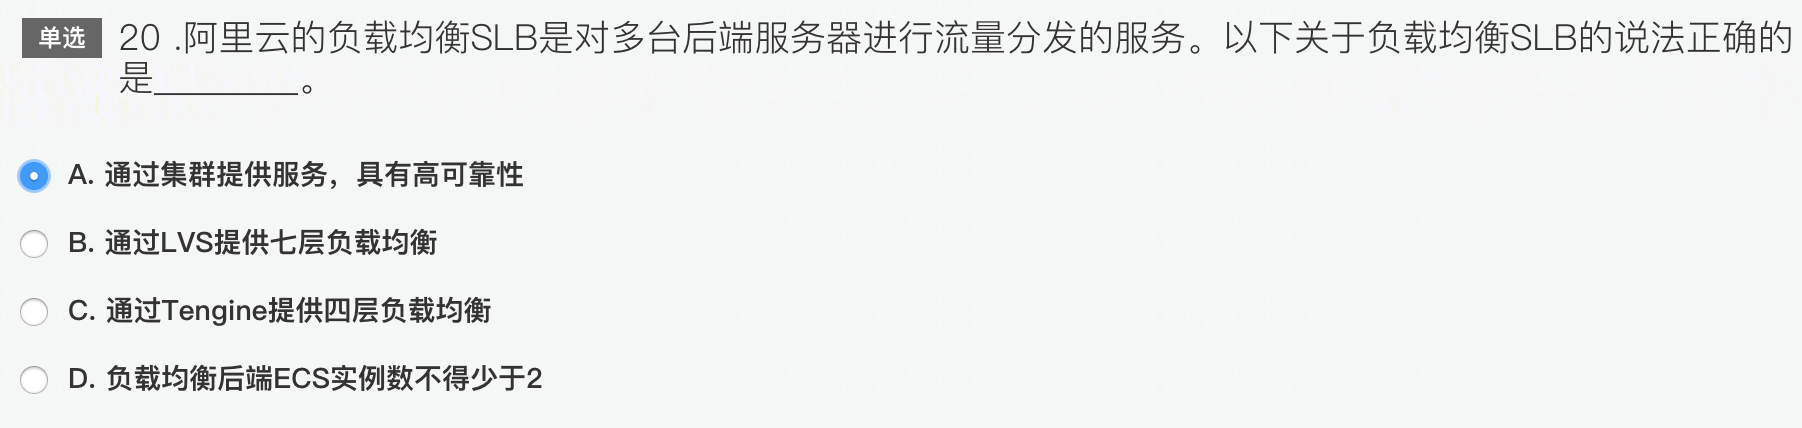 单选 20 .阿里云的负载均衡SLB是对多台后端服务器进行流量分发的服务。以下关于负载均衡SLB的说法正确的
是________。
A. 通过集群提供服务，具有高可靠性
B. 通过LVS提供七层负载均衡
C. 通过Tengine提供四层负载均衡
D. 负载均衡后端ECS实例数不得少于2